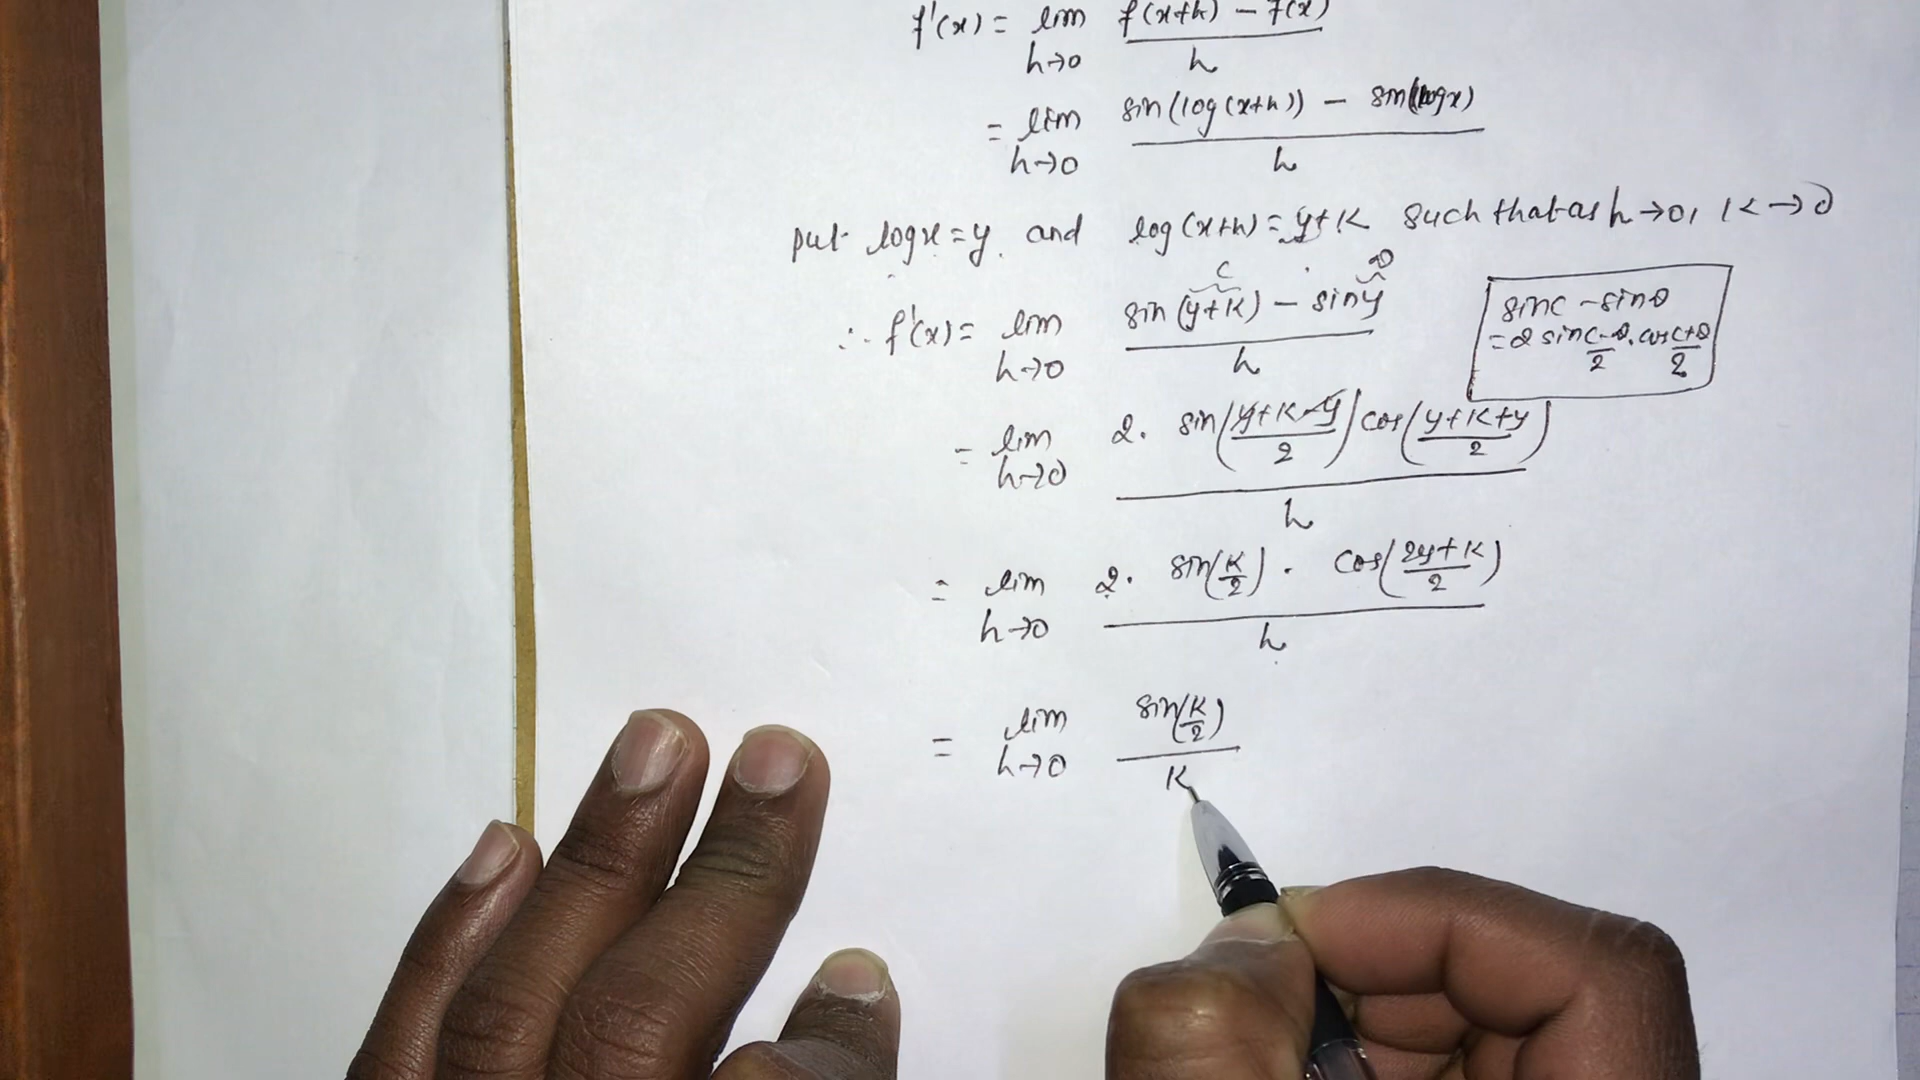 f'(x) = lim f(x+h) - f(x)
h→0 h
= lim sin(log(x+h)) - sin(logx)
h→0 h
put logx = y and log(x+h) = y+K such that as h→0, K→0
C D
∴ f'(x) = lim sin(y+K) - siny
h→0 h
sinC - sinD
= 2 sin C-D/2 . cos C+D/2
= lim 2. sin(y+K-y/2) cos(y+K+y/2)
h→0 h
= lim 2. sin(K/2) . cos(2y+K/2)
h→0 h
= lim sin(K/2)
h→0 K